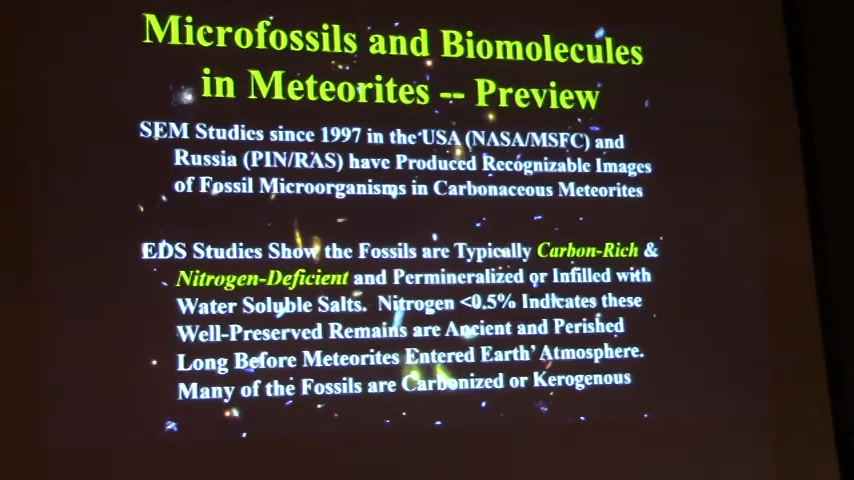 Microfossils and Biomolecules
in Meteorites -- Preview
SEM Studies since 1997 in the USA (NASA/MSFC) and
Russia (PIN/RAS) have Produced Recognizable Images
of Fossil Microorganisms in Carbonaceous Meteorites
EDS Studies Show the Fossils are Typically Carbon-Rich &
Nitrogen-Deficient and Permineralized or Infilled with
Water Soluble Salts. Nitrogen <0.5% Indicates these
Well-Preserved Remains are Ancient and Perished
Long Before Meteorites Entered Earth' Atmosphere.
Many of the Fossils are Carbonized or Kerogenous